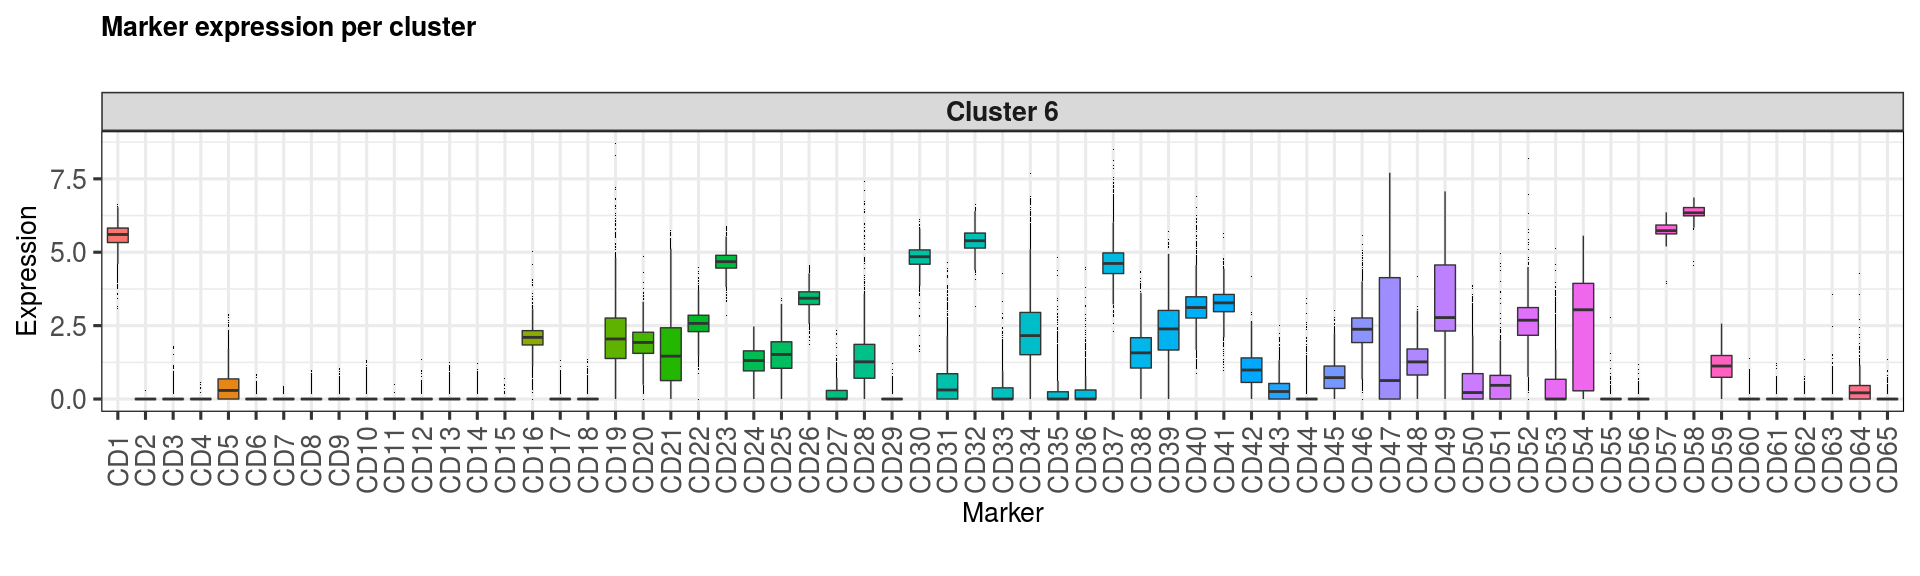 Marker expression per cluster
Cluster 6
7.5
5.0
2.5
0.0
Expression
CD1 CD2 CD3 CD4 CD5 CD6 CD7 CD8 CD9 CD10 CD11 CD12 CD13 CD14 CD15 CD16 CD17 CD18 CD19 CD20 CD21 CD22 CD23 CD24 CD25 CD26 CD27 CD28 CD29 CD30 CD31 CD32 CD33 CD34 CD35 CD36 CD37 CD38 CD39 CD40 CD41 CD42 CD43 CD44 CD45 CD46 CD47 CD48 CD49 CD50 CD51 CD52 CD53 CD54 CD55 CD56 CD57 CD58 CD59 CD60 CD61 CD62 CD63 CD64 CD65
Marker